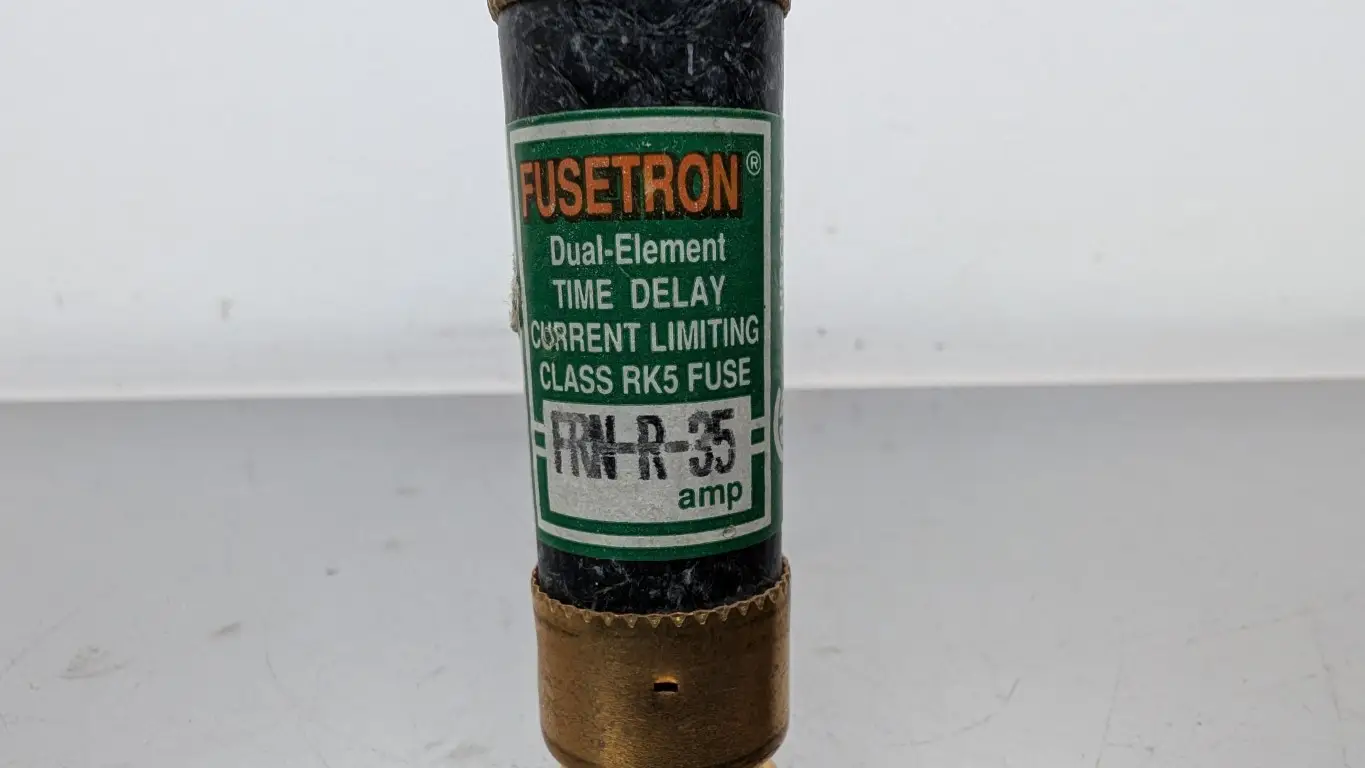 FUSETRON®
Dual-Element
TIME DELAY
CURRENT LIMITING
CLASS RK5 FUSE
FRN-R-35
amp